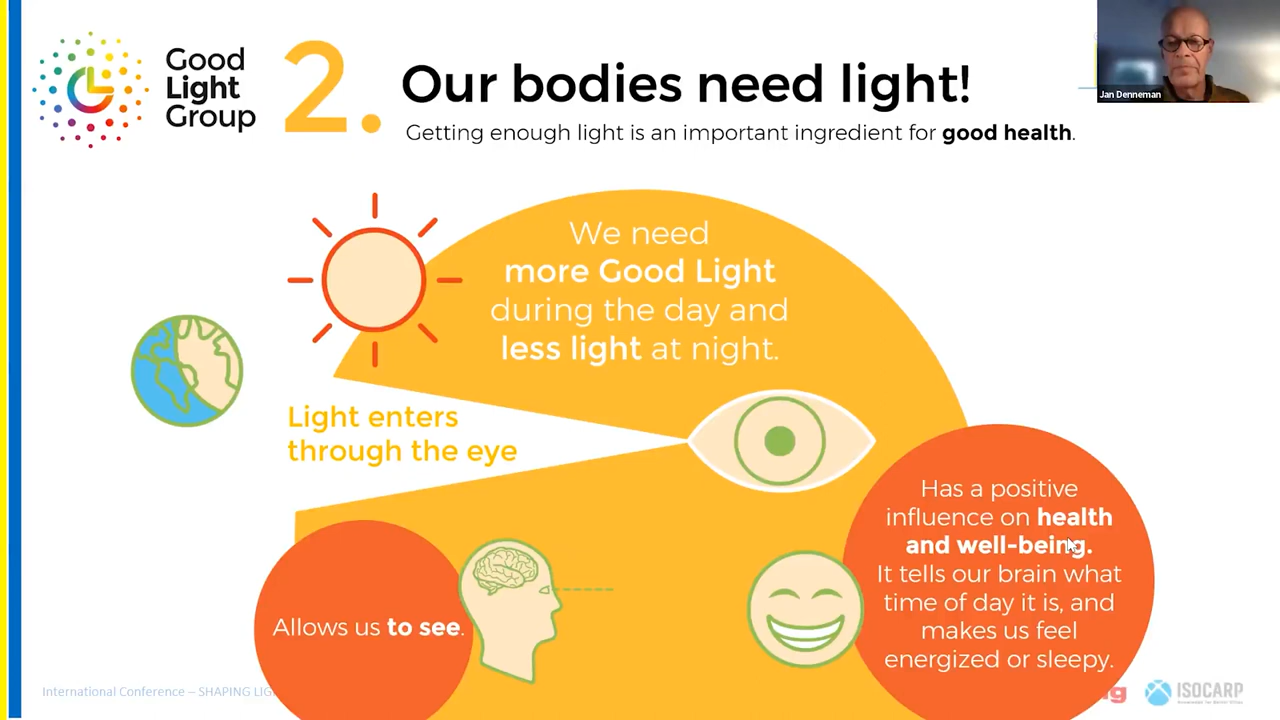 Good
Light
Group
2.
Our bodies need light!
Getting enough light is an important ingredient for good health.
Jan Denneman
We need
more Good Light
during the day and
less light at night.
Light enters
through the eye
Has a positive
influence on health
and well-being.
It tells our brain what
time of day it is, and
makes us feel
energized or sleepy.
Allows us to see.
International Conference – SHAPING
ISOCARP